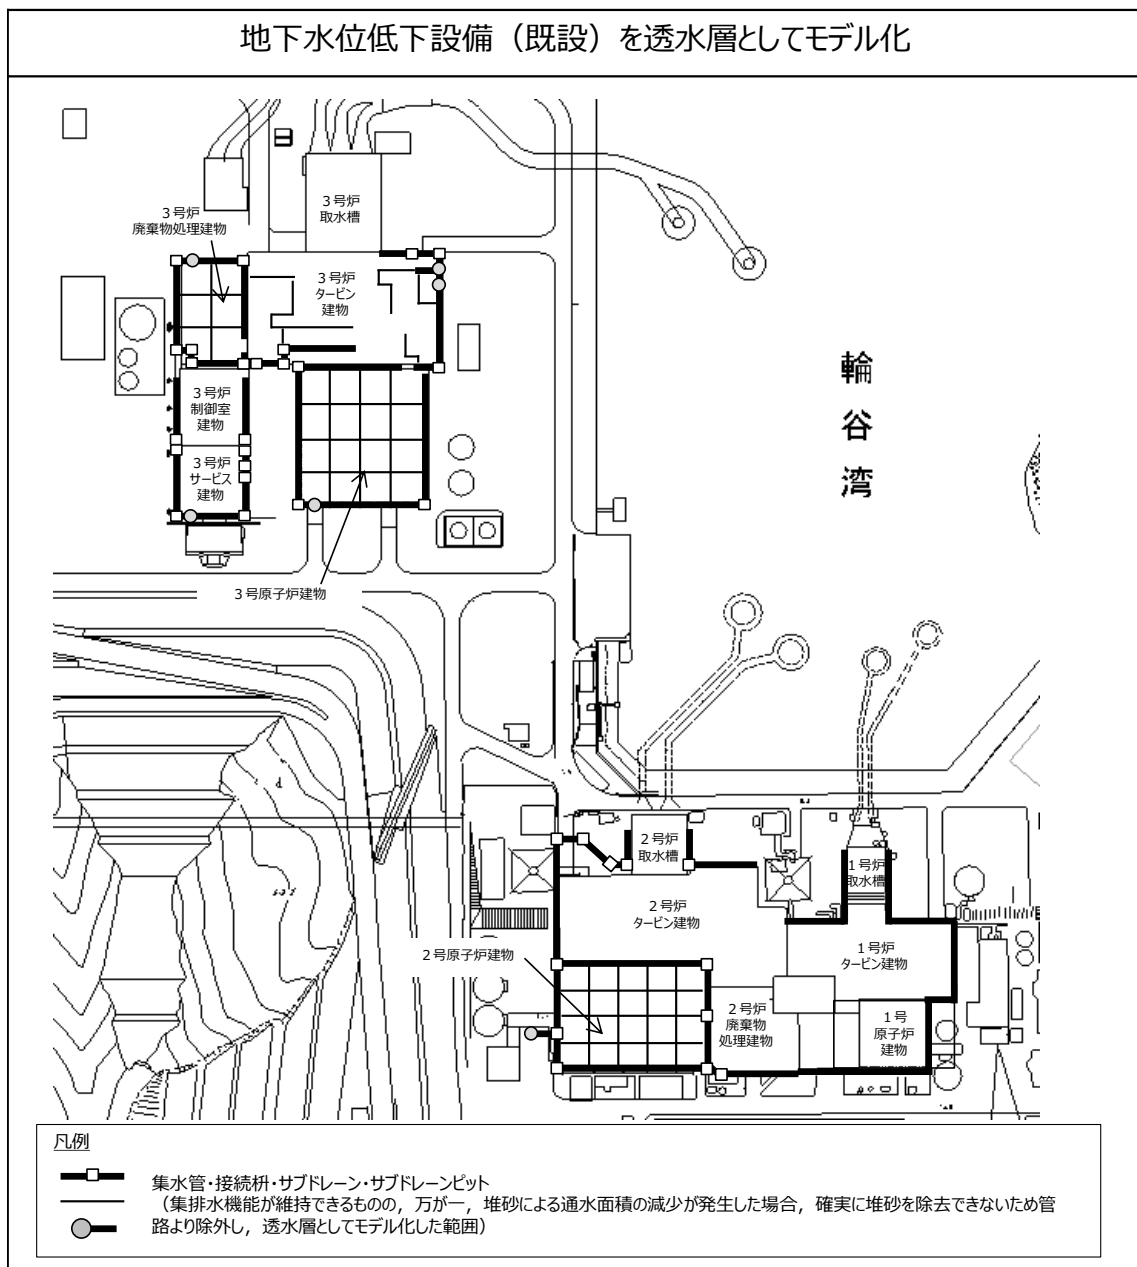 地下水位低下設備（既設）を透水層としてモデル化
3号炉
取水槽
3号炉
廃棄物処理建物
3号炉
タービン
建物
3号炉
制御室
建物
3号炉
サービス
建物
3号原子炉建物
輪谷湾
2号炉
取水槽
1号炉
取水槽
2号炉
タービン建物
1号炉
タービン建物
2号原子炉建物
2号炉
廃棄物
処理建物
1号
原子炉
建物
凡例
集水管・接続枡・サブドレーン・サブドレーンピット
（集排水機能が維持できるものの，万が一，堆砂による通水面積の減少が発生した場合，確実に堆砂を除去できないため管
路より除外し，透水層としてモデル化した範囲）